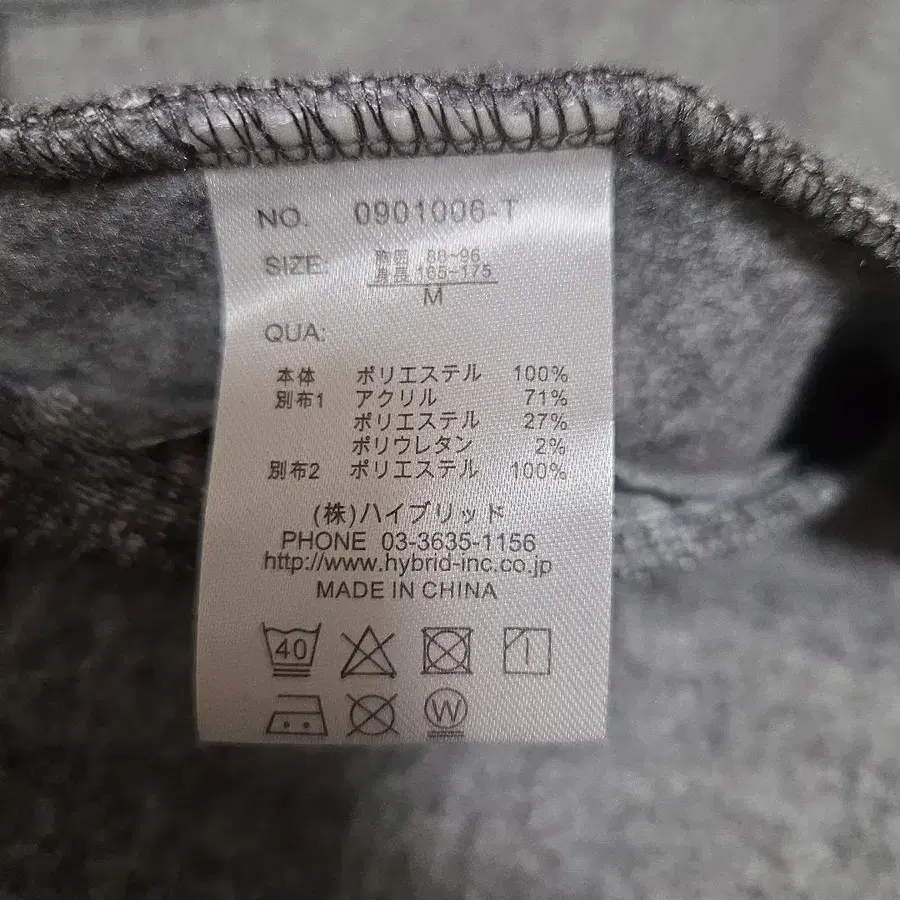 NO. 0901006-T
SIZE: 胸囲 88~96
身長 165~175
M
QUA:
本体 ポリエステル 100%
別布1 アクリル 71%
ポリエステル 27%
ポリウレタン 2%
別布2 ポリエステル 100%
(株)ハイブリッド
PHONE 03-3635-1156
http://www.hybrid-inc.co.jp
MADE IN CHINA
40
W